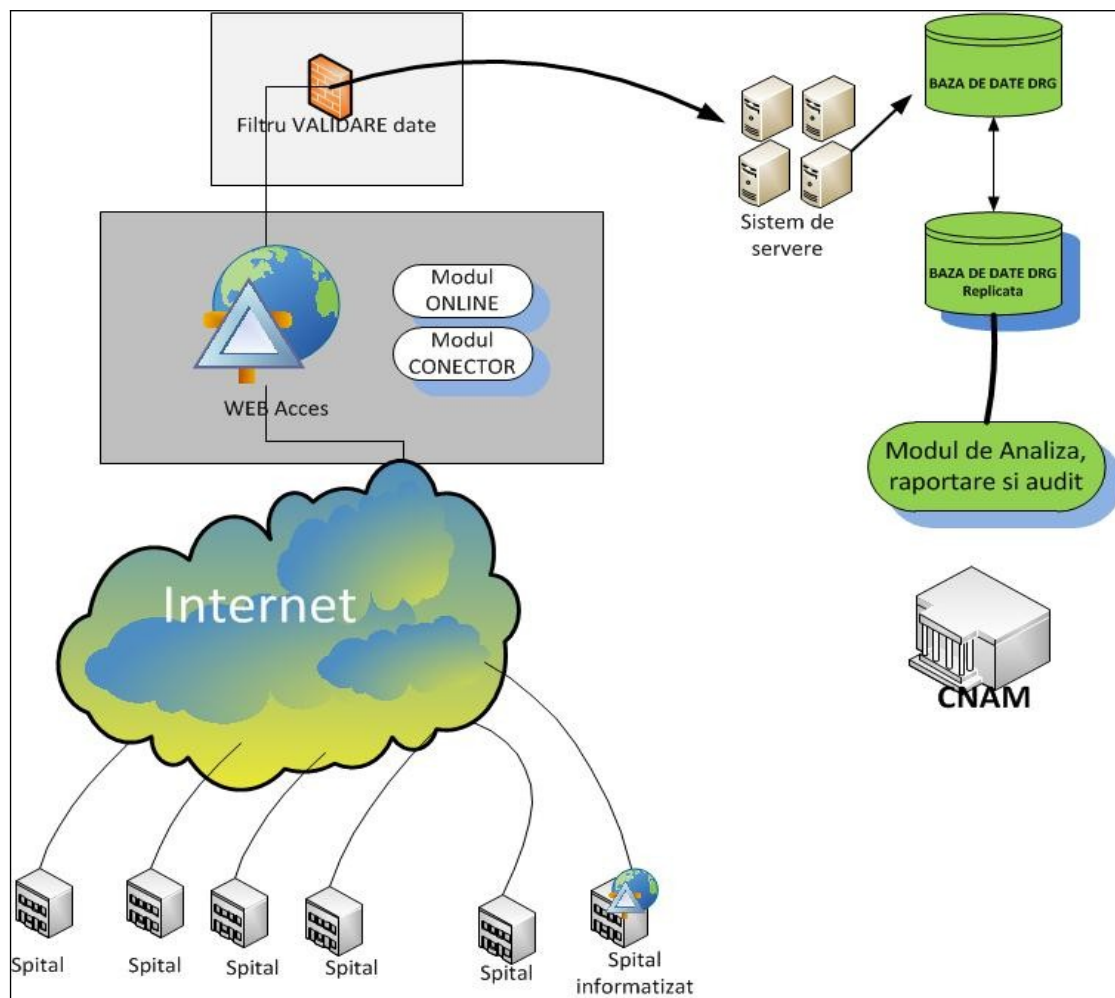 Filtru VALIDARE date
BAZA DE DATE DRG
Sistem de
servere
BAZA DE DATE DRG
Replicata
Modul
ONLINE
Modul
CONECTOR
WEB Acces
Modul de Analiza,
raportare si audit
Internet
CNAM
Spital
Spital
Spital
Spital
Spital
Spital
informatizat